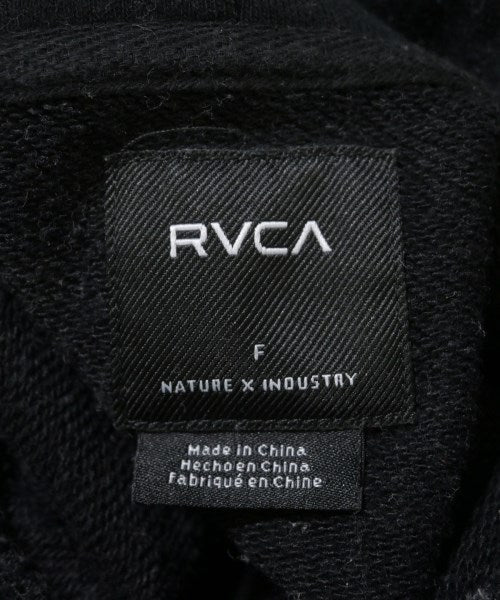 RVCA
F
NATURE X INDUSTRY
Made in China
Hecho en China
Fabriqué en Chine